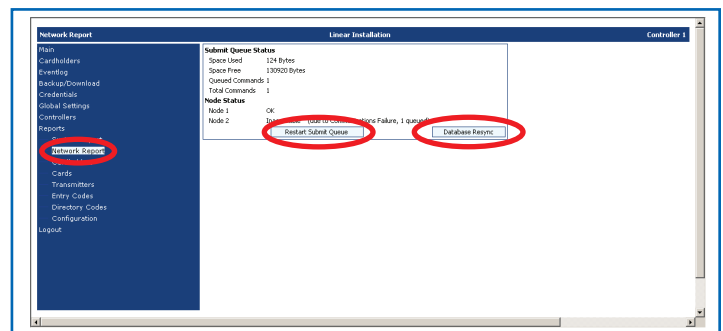 Network Report Linear Installation Controller 1
Main
Cardholders
Eventlog
Backup/Download
Credentials
Global Settings
Controllers
Reports
Network Report
Cards
Transmitters
Entry Codes
Directory Codes
Configuration
Logout
Submit Queue Status
Space Used 124 Bytes
Space Free 130920 Bytes
Queued Commands 1
Total Commands 1
Node Status
Node 1 OK
Node 2 (due to Communications Failure, 1 queued)
Restart Submit Queue Database Resync